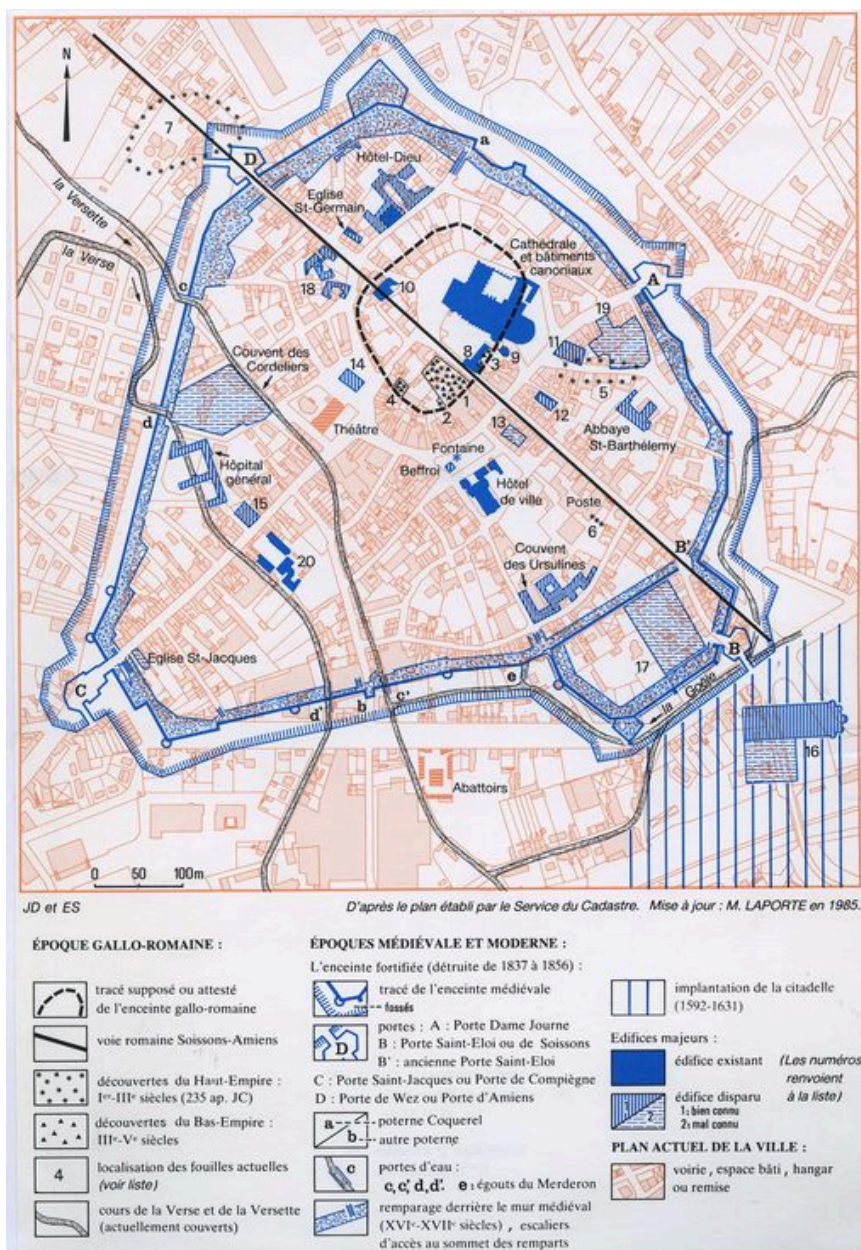 N
7
D
a
Hôtel-Dieu
Eglise
St-Germain
la Versette
la Verse
Cathédrale
et bâtiments
canoniaux
A
c
18
10
19
11
8
3
9
5
Couvent des
Cordeliers
14
4
1
2
12
d
Théâtre
13
Abbaye
St-Barthélemy
Fontaine
Beffroi
Hôpital
général
Hôtel
de ville
Poste
6
15
B'
20
Couvent
des Ursulines
Eglise St-Jacques
17
B
C
e
d'
b
c'
la Goële
16
Abattoirs
0 50 100m
JD et ES
D'après le plan établi par le Service du Cadastre. Mise à jour : M. LAPORTE en 1985.
ÉPOQUE GALLO-ROMAINE :
tracé supposé ou attesté
de l'enceinte gallo-romaine
voie romaine Soissons-Amiens
découvertes du Haut-Empire :
Ier-IIIe siècles (235 ap. JC)
découvertes du Bas-Empire :
IIIe-Ve siècles
4
localisation des fouilles actuelles
(voir liste)
cours de la Verse et de la Versette
(actuellement couverts)
ÉPOQUES MÉDIÉVALE ET MODERNE :
L'enceinte fortifiée (détruite de 1837 à 1856) :
tracé de l'enceinte médiévale
fossés
D
portes : A : Porte Dame Journe
B : Porte Saint-Eloi ou de Soissons
B' : ancienne Porte Saint-Eloi
C : Porte Saint-Jacques ou Porte de Compiègne
D : Porte de Wez ou Porte d'Amiens
a
poterne Coquerel
b
autre poterne
c
portes d'eau :
c, c', d, d'. e : égouts du Merderon
remparage derrière le mur médiéval
(XVIe-XVIIe siècles) , escaliers
d'accès au sommet des remparts
implantation de la citadelle
(1592-1631)
Edifices majeurs :
édifice existant (Les numéros
renvoient
à la liste)
1
2
édifice disparu
1: bien connu
2: mal connu
PLAN ACTUEL DE LA VILLE :
voirie , espace bâti , hangar
ou remise